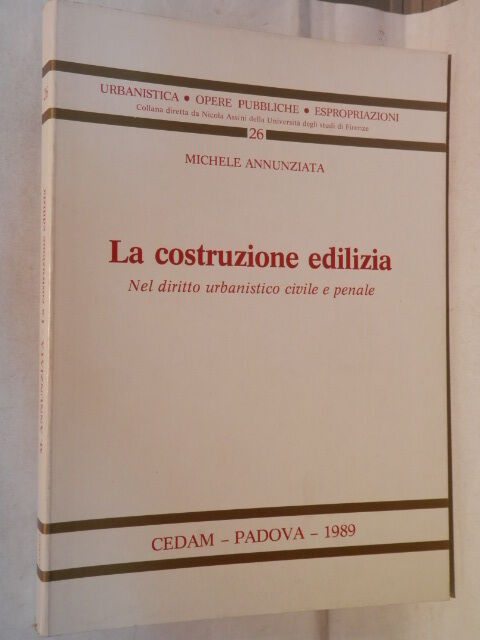 URBANISTICA • OPERE PUBBLICHE • ESPROPRIAZIONI
Collana diretta da Nicola Assini della Università degli studi di Firenze
26
MICHELE ANNUNZIATA
La costruzione edilizia
Nel diritto urbanistico civile e penale
CEDAM – PADOVA – 1989